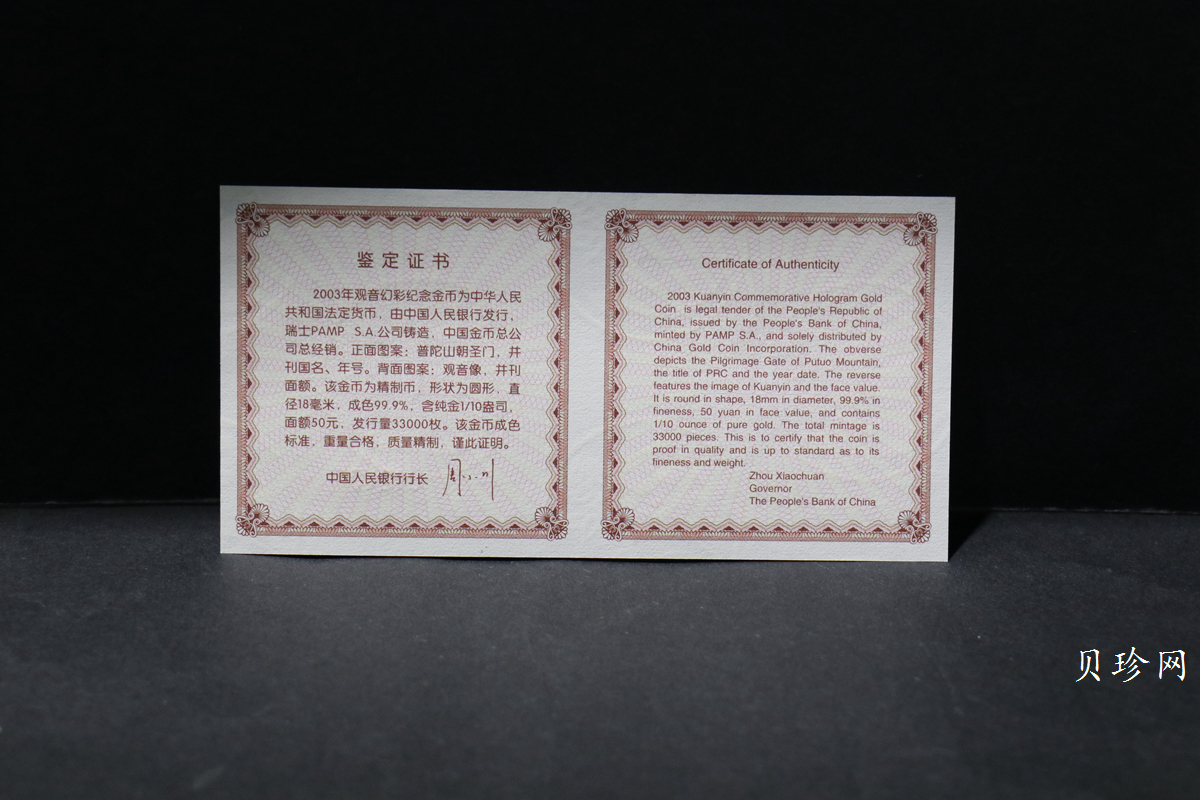 鉴定证书
2003年观音幻彩纪念金币为中华人民
共和国法定货币，由中国人民银行发行，
瑞士PAMP S.A.公司铸造，中国金币总公
司总经销。正面图案：普陀山朝圣门，并
刊国名、年号。背面图案：观音像，并刊
面额。该金币为精制币，形状为圆形，直
径18毫米，成色99.9%，含纯金1/10盎司，
面额50元，发行量33000枚。该金币成色
标准，重量合格，质量精制，谨此证明。
中国人民银行行长 周小川
Certificate of Authenticity
2003 Kuanyin Commemorative Hologram Gold
Coin is legal tender of the People's Republic of
China, issued by the People's Bank of China,
minted by PAMP S.A., and solely distributed by
China Gold Coin Incorporation. The obverse
depicts the Pilgrimage Gate of Putuo Mountain,
the title of PRC and the year date. The reverse
features the image of Kuanyin and the face value.
It is round in shape, 18mm in diameter, 99.9% in
fineness, 50 yuan in face value, and contains
1/10 ounce of pure gold. The total mintage is
33000 pieces. This is to certify that the coin is
proof in quality and is up to standard as to its
fineness and weight.
Zhou Xiaochuan
Governor
The People's Bank of China
贝珍网